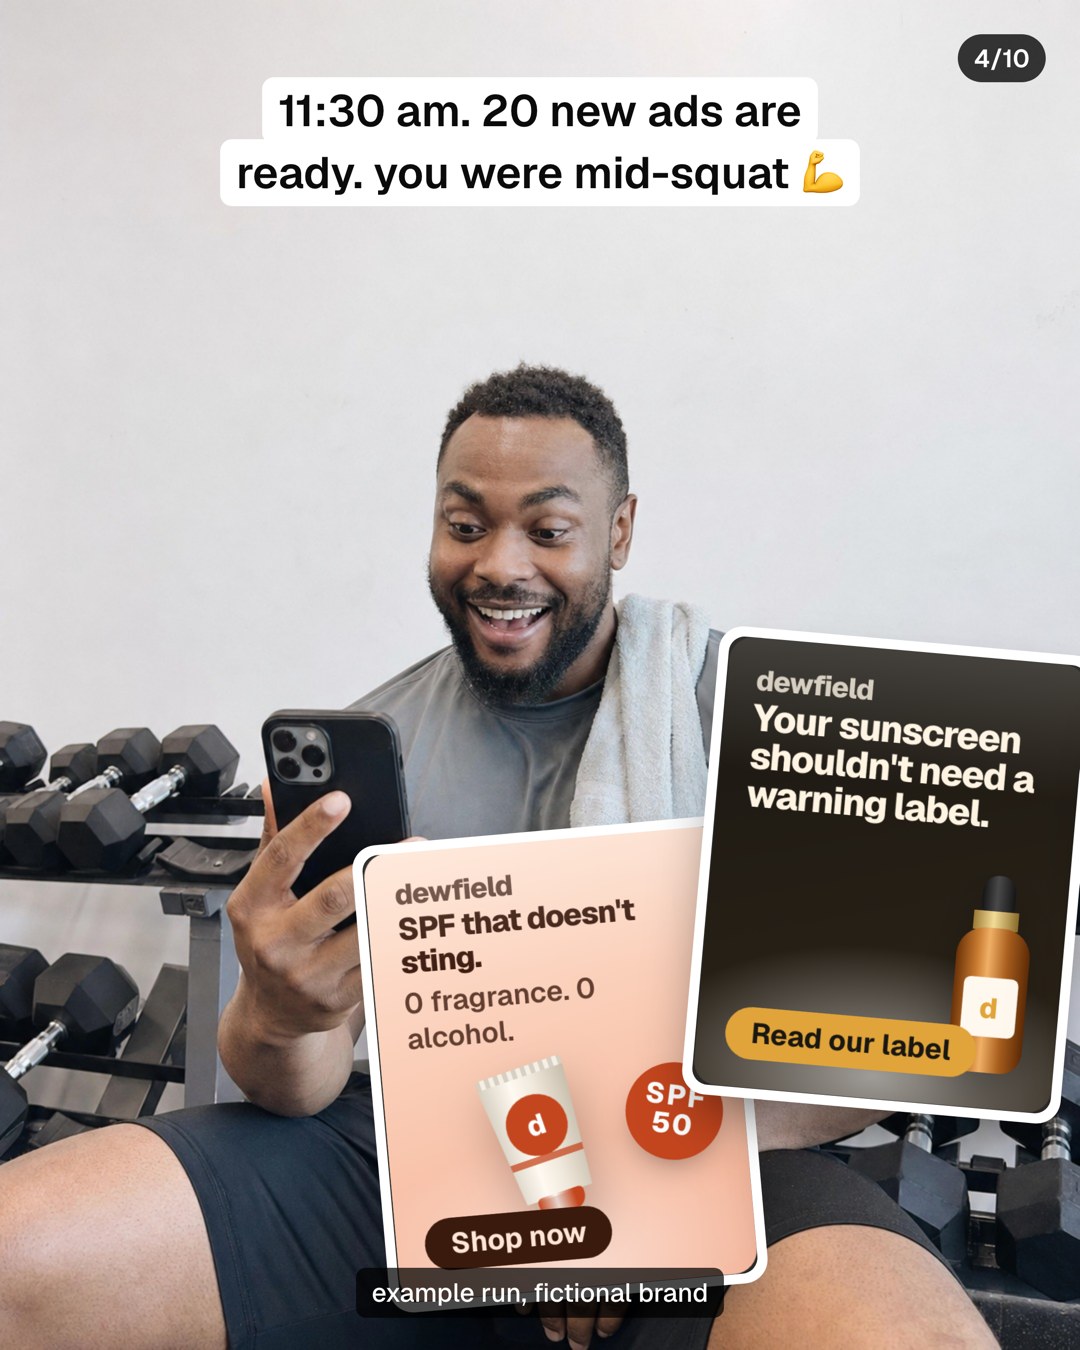 4/10
11:30 am. 20 new ads are
ready. you were mid-squat 💪
dewfield
Your sunscreen
shouldn't need a
warning label.
d
Read our label
dewfield
SPF that doesn't
sting.
0 fragrance. 0
alcohol.
d
SPF
50
Shop now
example run, fictional brand